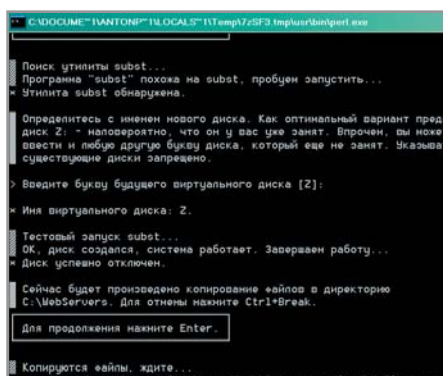 C:\DOCUME~1\ANTONP~1\LOCALS~1\Temp\7zSF3.tmp\usr\bin\perl.exe
Поиск утилиты subst...
Программа "subst" похожа на subst, пробуем запустить...
* Утилита subst обнаружена.
Определитесь с именем нового диска. Как оптимальный вариант пред
диск Z: - маловероятно, что он у вас уже занят. Впрочем, вы може
ввести и любую другую букву диска, который еще не занят. Указыва
существующие диски запрещено.
> Введите букву будущего виртуального диска [Z]:
* Имя виртуального диска: Z.
Тестовый запуск subst...
OK, диск создался, система работает. Завершаем работу...
* Диск успешно отключен.
Сейчас будет произведено копирование файлов в директорию
C:\WebServers. Для отмены нажмите Ctrl+Break.
Для продолжения нажмите Enter.
Копируются файлы, ждите...